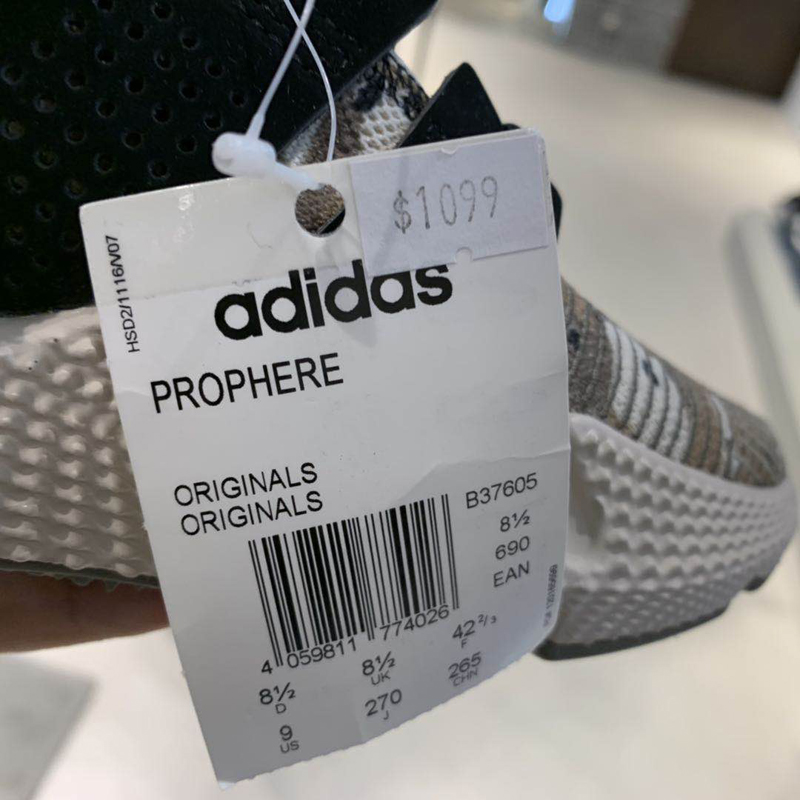 $1099
HSD2/1116/V07
adidas
PROPHERE
ORIGINALS
ORIGINALS
B37605
8½
690
EAN
4 059811 774026
8½ D
8½ UK
42 2/3 F
9 US
270 J
265 CHN